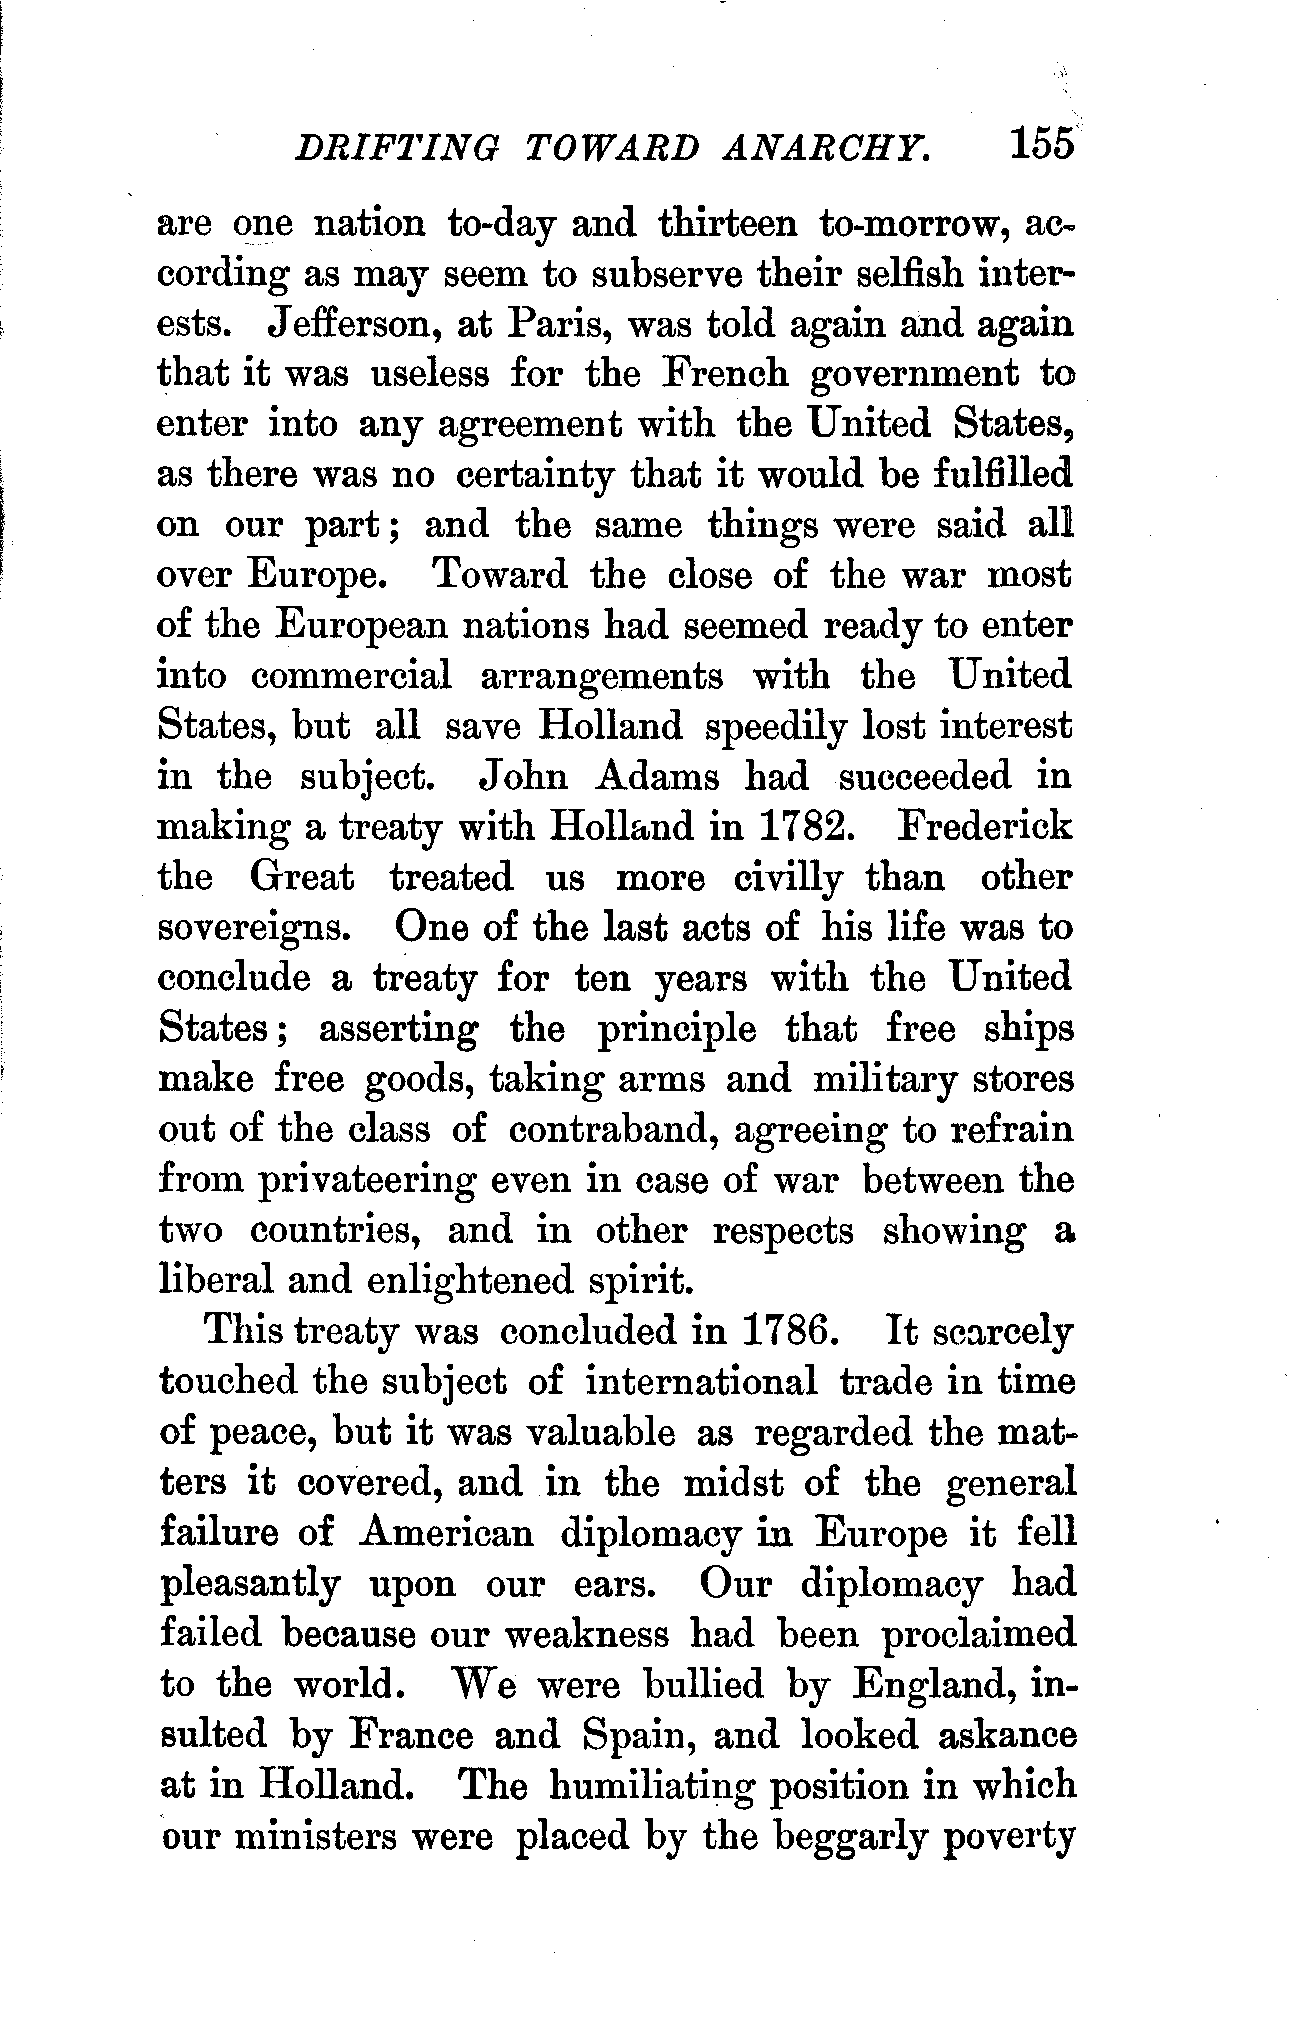 DRIFTING TOWARD ANARCHY. 155
are one nation to-day and thirteen to-morrow, ac-
cording as may seem to subserve their selfish inter-
ests. Jefferson, at Paris, was told again and again
that it was useless for the French government to
enter into any agreement with the United States,
as there was no certainty that it would be fulfilled
on our part; and the same things were said all
over Europe. Toward the close of the war most
of the European nations had seemed ready to enter
into commercial arrangements with the United
States, but all save Holland speedily lost interest
in the subject. John Adams had succeeded in
making a treaty with Holland in 1782. Frederick
the Great treated us more civilly than other
sovereigns. One of the last acts of his life was to
conclude a treaty for ten years with the United
States; asserting the principle that free ships
make free goods, taking arms and military stores
out of the class of contraband, agreeing to refrain
from privateering even in case of war between the
two countries, and in other respects showing a
liberal and enlightened spirit.
This treaty was concluded in 1786. It scarcely
touched the subject of international trade in time
of peace, but it was valuable as regarded the mat-
ters it covered, and in the midst of the general
failure of American diplomacy in Europe it fell
pleasantly upon our ears. Our diplomacy had
failed because our weakness had been proclaimed
to the world. We were bullied by England, in-
sulted by France and Spain, and looked askance
at in Holland. The humiliating position in which
our ministers were placed by the beggarly poverty